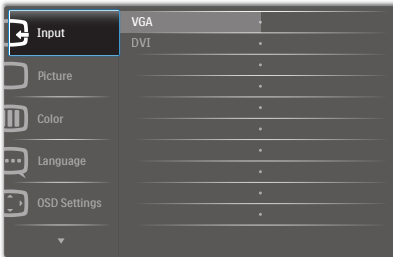 Input
VGA
DVI
Picture
Color
Language
OSD Settings